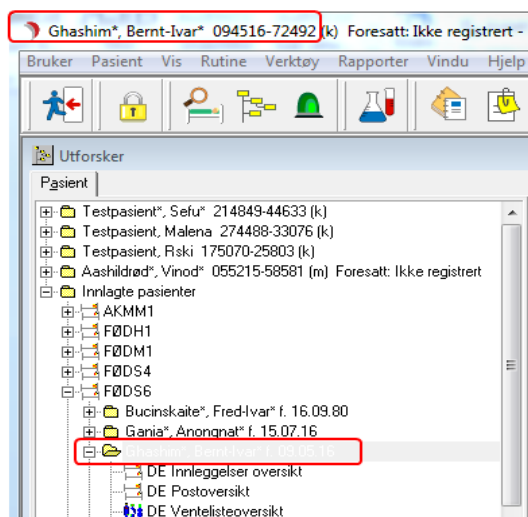 Ghashim*, Bernt-Ivar* 094516-72492 (k) Foresatt: Ikke registrert -
Bruker Pasient Vis Rutine Verktøy Rapporter Vindu Hjelp
Utforsker
Pasient
Testpasient*, Sefu* 214849-44633 (k)
Testpasient, Malena 274488-33076 (k)
Testpasient, Rski 175070-25803 (k)
Aashildrød*, Vinod* 055215-58581 (m) Foresatt: Ikke registrert
Innlagte pasienter
AKMM1
FØDH1
FØDM1
FØDS4
FØDS6
Bucinskaite*, Fred-Ivar* f. 16.09.80
Gania*, Anongnat* f. 15.07.16
Ghashim*, Bernt-Ivar* f. 09.05.16
DE Innleggelser oversikt
DE Postoversikt
DE Ventelisteoversikt